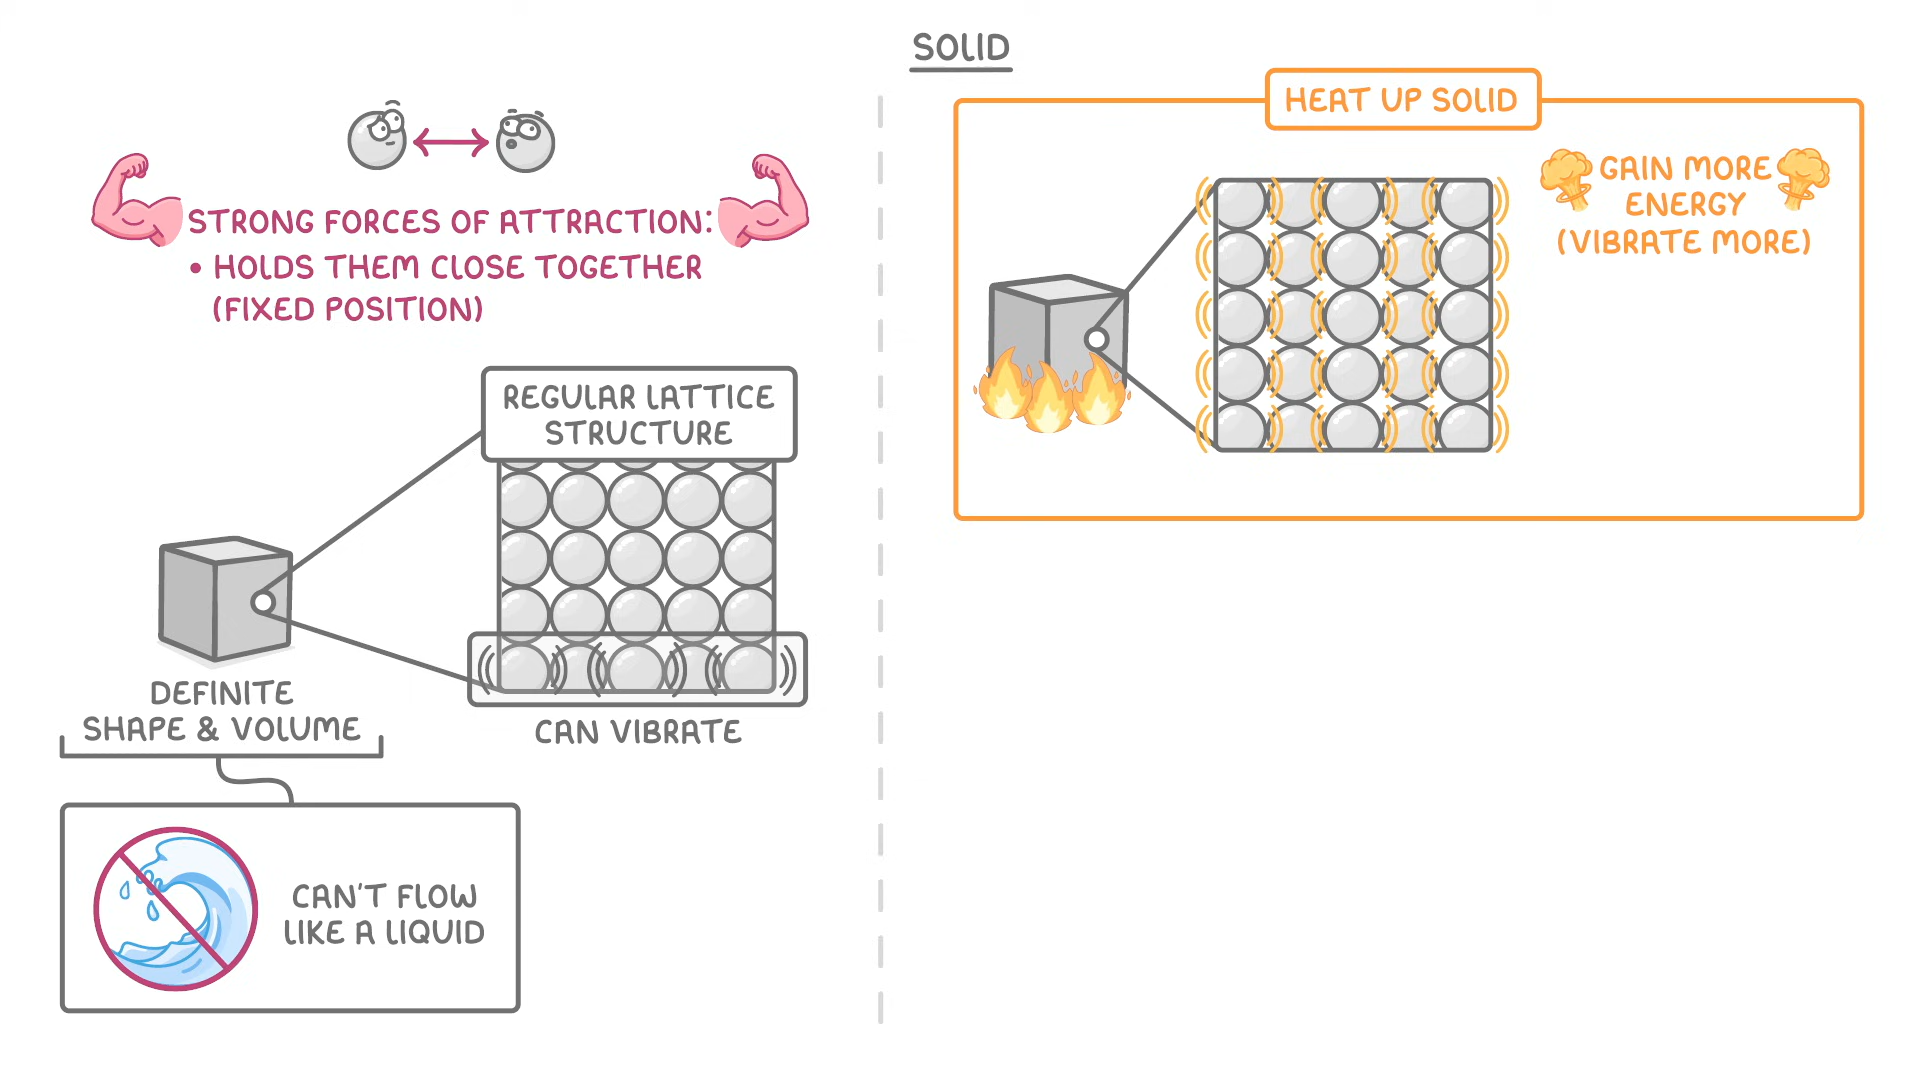 SOLID
STRONG FORCES OF ATTRACTION:
• HOLDS THEM CLOSE TOGETHER
(FIXED POSITION)
REGULAR LATTICE
STRUCTURE
DEFINITE
SHAPE & VOLUME
CAN VIBRATE
CAN'T FLOW
LIKE A LIQUID
HEAT UP SOLID
GAIN MORE
ENERGY
(VIBRATE MORE)